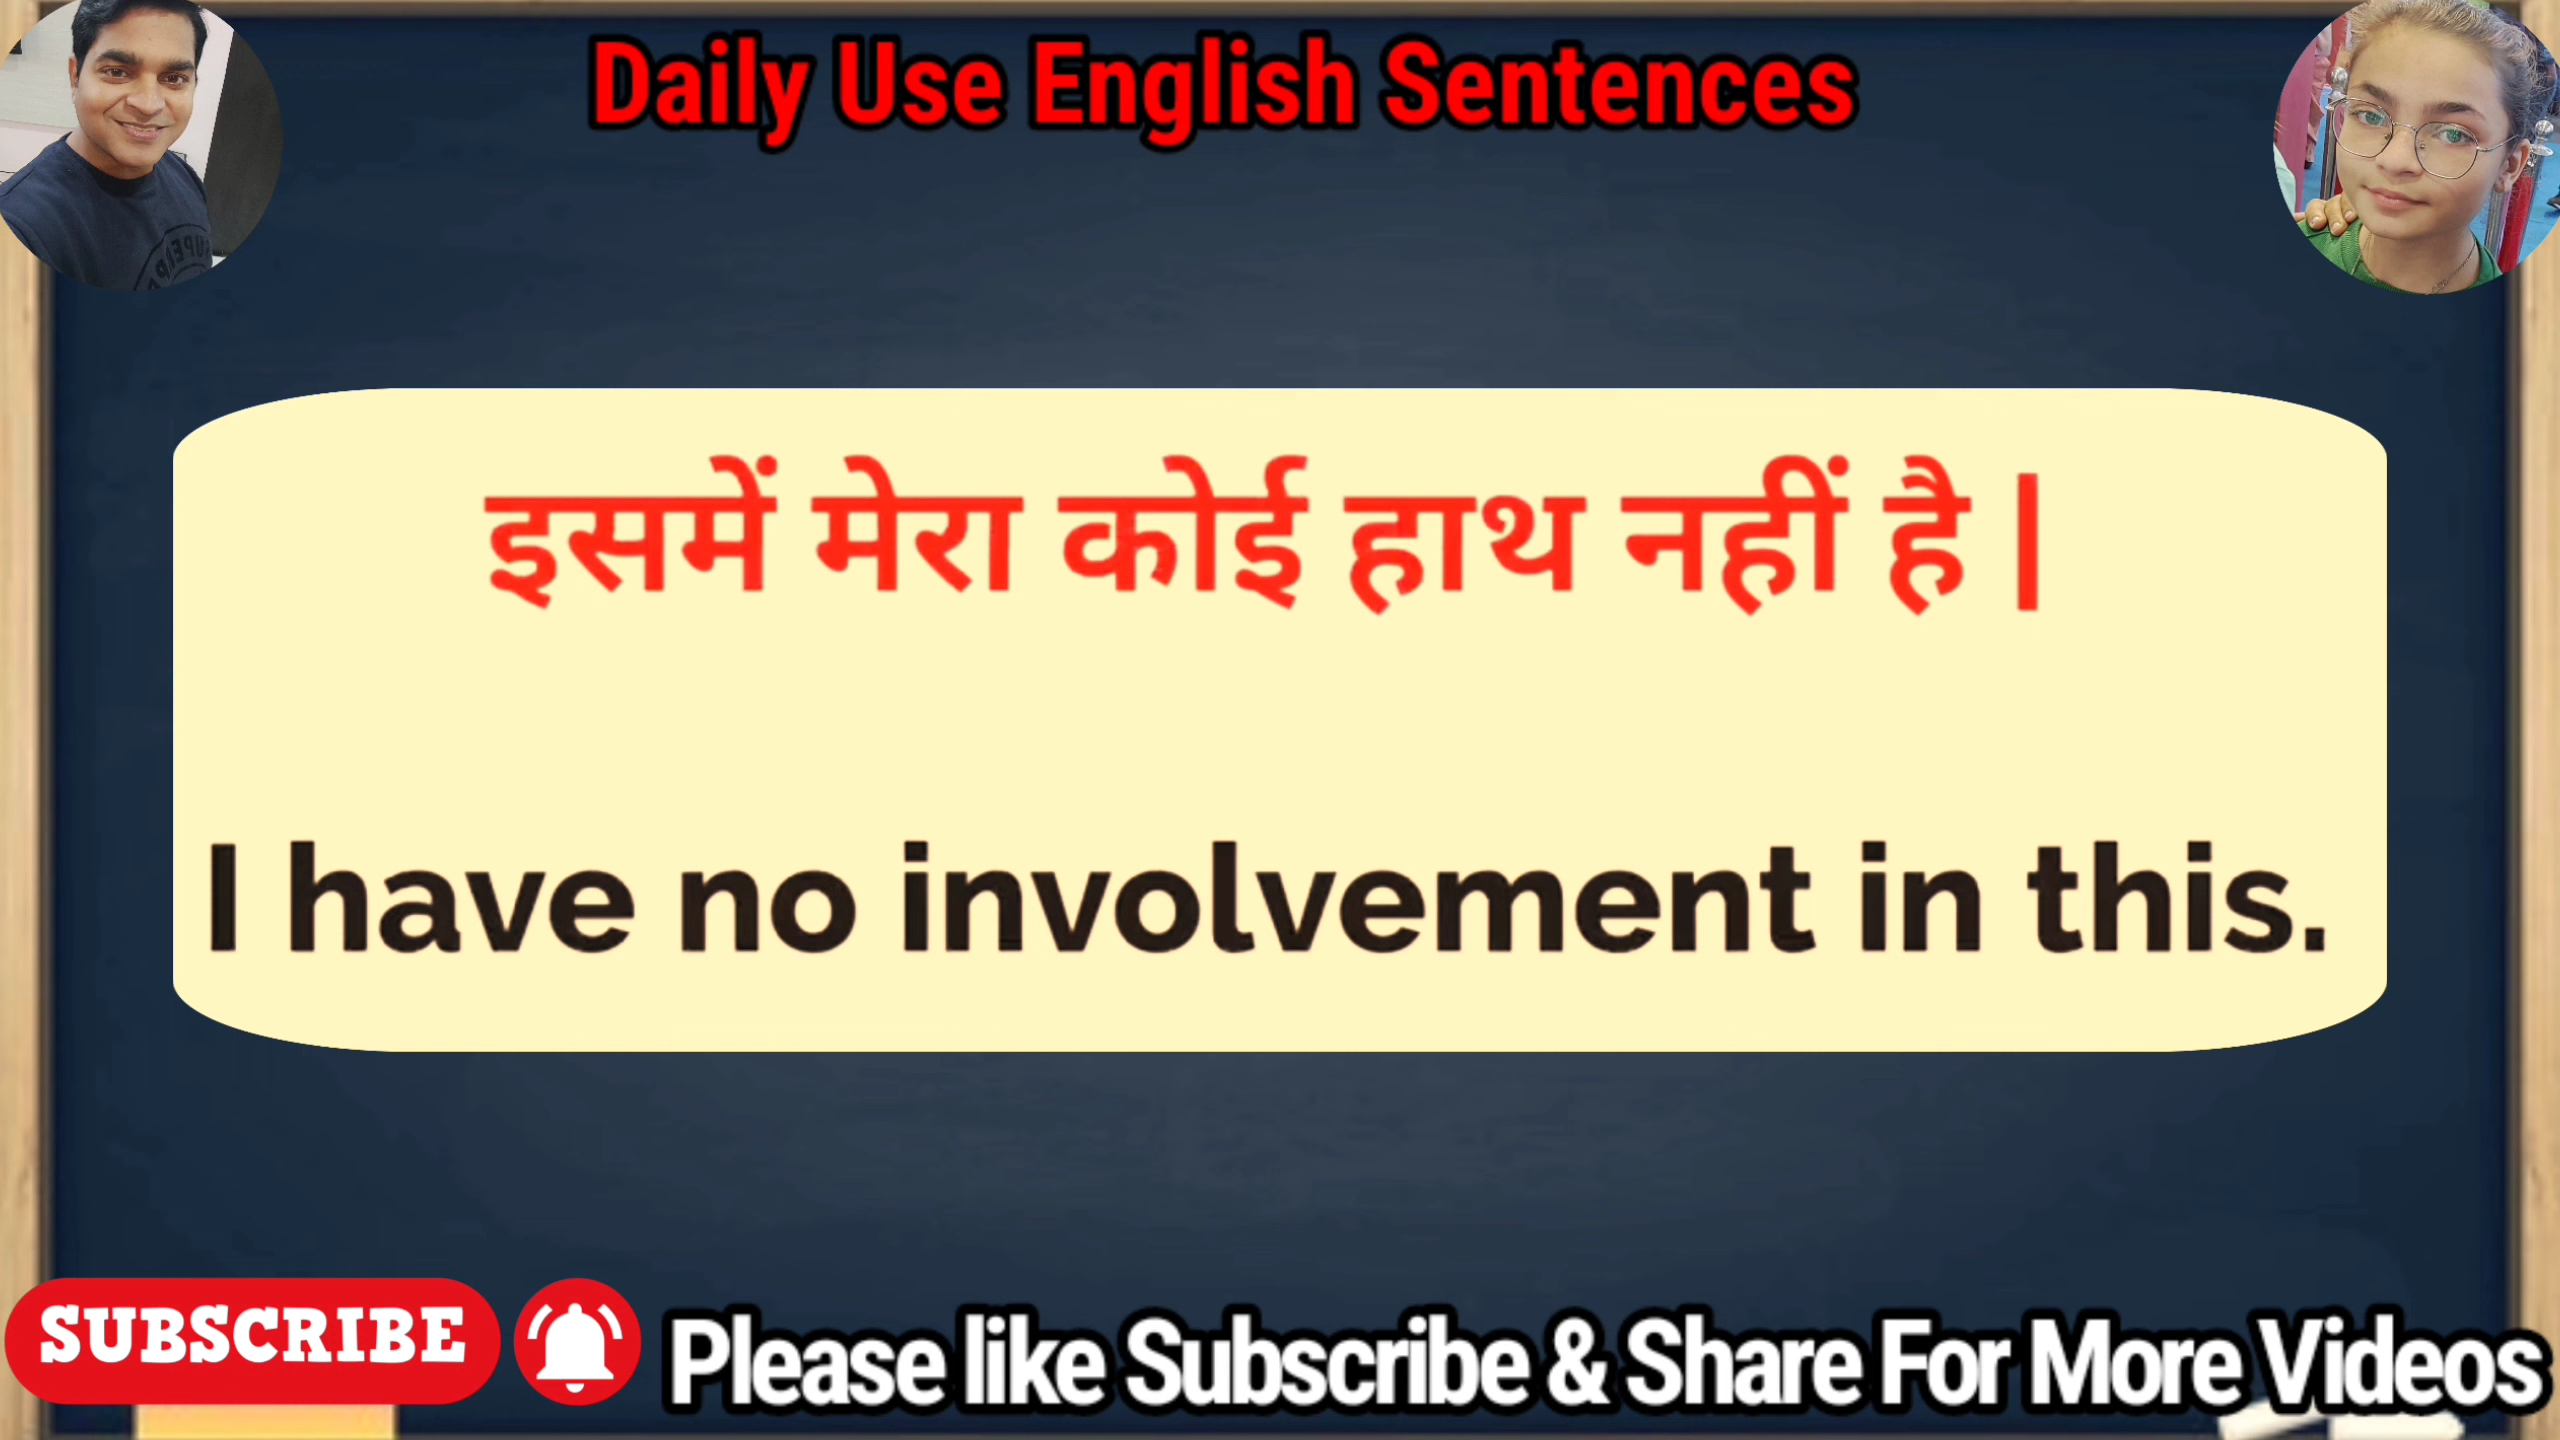 Daily Use English Sentences
इसमें मेरा कोई हाथ नहीं है |
I have no involvement in this.
SUBSCRIBE
Please like Subscribe & Share For More Videos